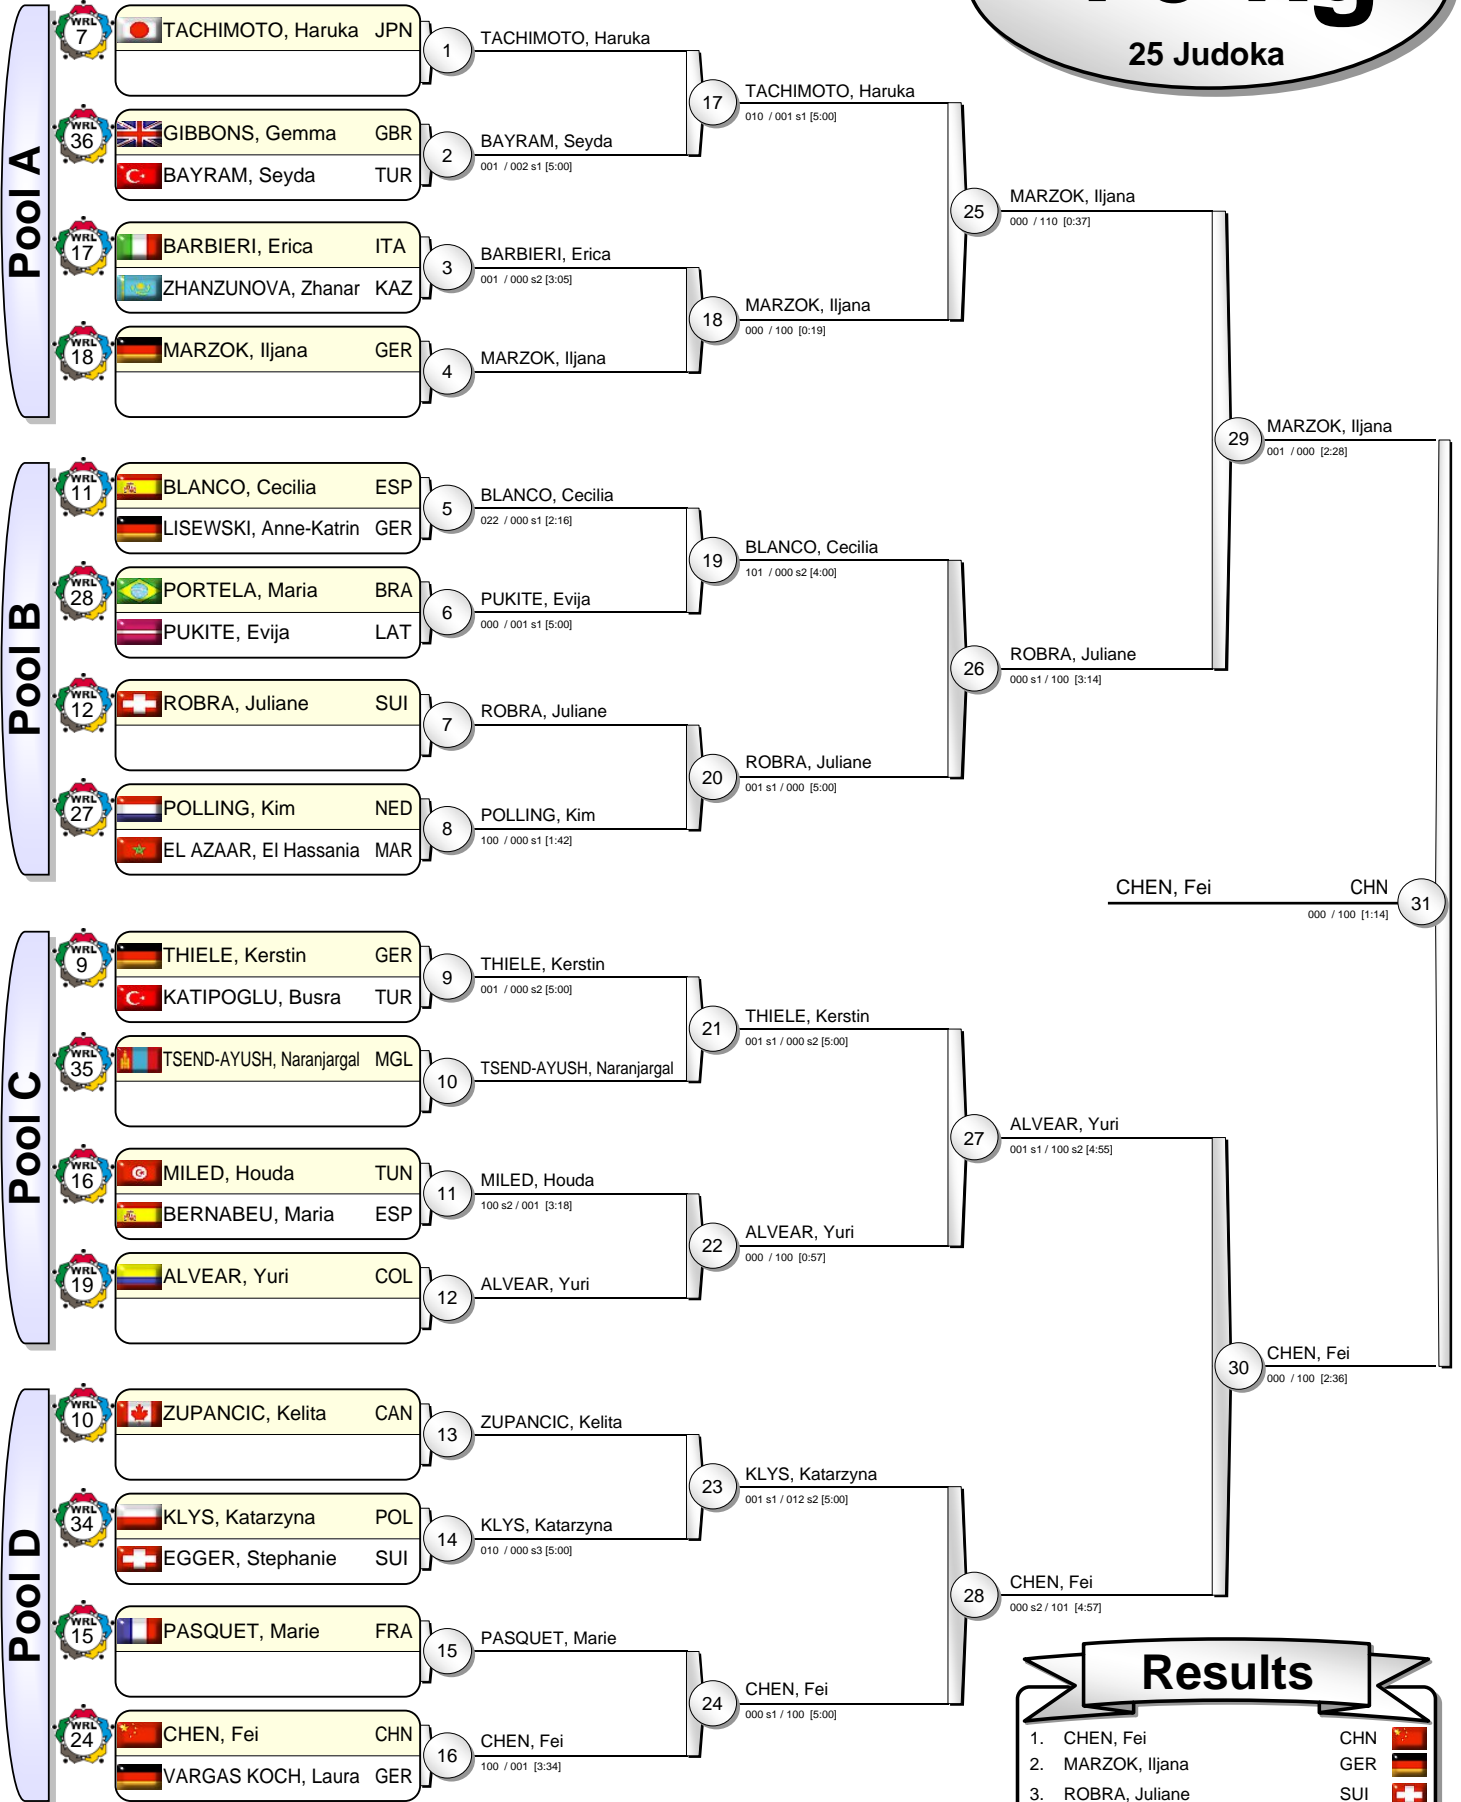 25 Judoka
Pool A
WRL 7
TACHIMOTO, Haruka JPN
WRL 36
GIBBONS, Gemma GBR
BAYRAM, Seyda TUR
WRL 17
BARBIERI, Erica ITA
ZHANZUNOVA, Zhanar KAZ
WRL 18
MARZOK, Iljana GER
1
TACHIMOTO, Haruka
2
BAYRAM, Seyda
001 / 002 s1 [5:00]
3
BARBIERI, Erica
001 / 000 s2 [3:05]
4
MARZOK, Iljana
17
TACHIMOTO, Haruka
010 / 001 s1 [5:00]
18
MARZOK, Iljana
000 / 100 [0:19]
25
MARZOK, Iljana
000 / 110 [0:37]
Pool B
WRL 11
BLANCO, Cecilia ESP
LISEWSKI, Anne-Katrin GER
WRL 28
PORTELA, Maria BRA
PUKITE, Evija LAT
WRL 12
ROBRA, Juliane SUI
WRL 27
POLLING, Kim NED
EL AZAAR, El Hassania MAR
5
BLANCO, Cecilia
022 / 000 s1 [2:16]
6
PUKITE, Evija
000 / 001 s1 [5:00]
7
ROBRA, Juliane
8
POLLING, Kim
100 / 000 s1 [1:42]
19
BLANCO, Cecilia
101 / 000 s2 [4:00]
20
ROBRA, Juliane
001 s1 / 000 [5:00]
26
ROBRA, Juliane
000 s1 / 100 [3:14]
29
MARZOK, Iljana
001 / 000 [2:28]
CHEN, Fei CHN
000 / 100 [1:14]
31
Pool C
WRL 9
THIELE, Kerstin GER
KATIPOGLU, Busra TUR
WRL 35
TSEND-AYUSH, Naranjargal MGL
WRL 16
MILED, Houda TUN
BERNABEU, Maria ESP
WRL 19
ALVEAR, Yuri COL
9
THIELE, Kerstin
001 / 000 s2 [5:00]
10
TSEND-AYUSH, Naranjargal
11
MILED, Houda
100 s2 / 001 [3:18]
12
ALVEAR, Yuri
21
THIELE, Kerstin
001 s1 / 000 s2 [5:00]
22
ALVEAR, Yuri
000 / 100 [0:57]
27
ALVEAR, Yuri
001 s1 / 100 s2 [4:55]
Pool D
WRL 10
ZUPANCIC, Kelita CAN
WRL 34
KLYS, Katarzyna POL
EGGER, Stephanie SUI
WRL 15
PASQUET, Marie FRA
WRL 24
CHEN, Fei CHN
VARGAS KOCH, Laura GER
13
ZUPANCIC, Kelita
14
KLYS, Katarzyna
010 / 000 s3 [5:00]
15
PASQUET, Marie
16
CHEN, Fei
100 / 001 [3:34]
23
KLYS, Katarzyna
001 s1 / 012 s2 [5:00]
24
CHEN, Fei
000 s1 / 100 [5:00]
28
CHEN, Fei
000 s2 / 101 [4:57]
30
CHEN, Fei
000 / 100 [2:36]
Results
1. CHEN, Fei CHN
2. MARZOK, Iljana GER
3. ROBRA, Juliane SUI